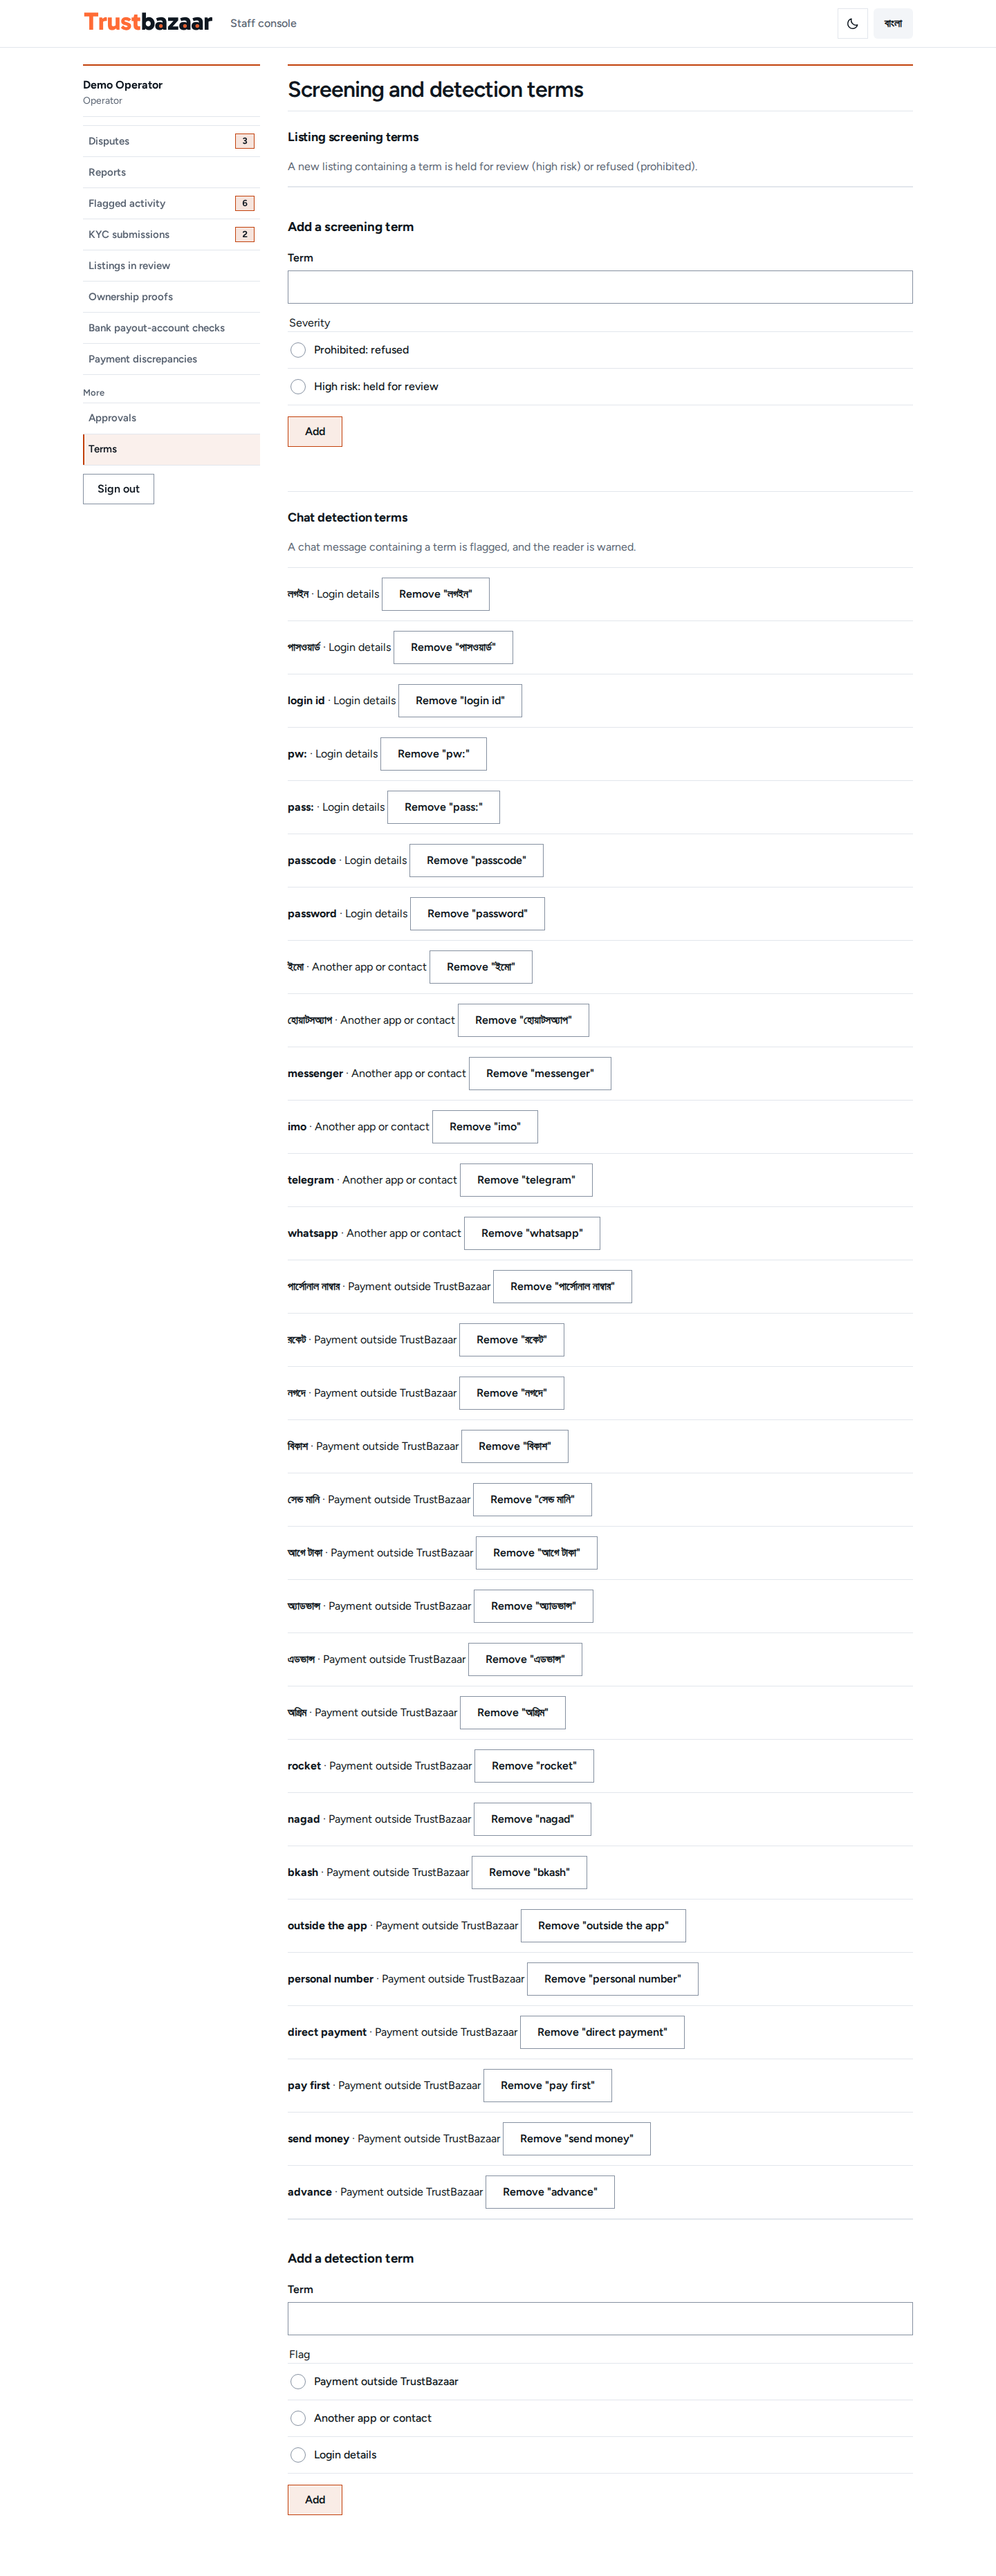 Trustbazaar Staff console বাংলা
Demo Operator
Operator
Disputes 3
Reports
Flagged activity 6
KYC submissions 2
Listings in review
Ownership proofs
Bank payout-account checks
Payment discrepancies
More
Approvals
Terms
Sign out
Screening and detection terms
Listing screening terms
A new listing containing a term is held for review (high risk) or refused (prohibited).
Add a screening term
Term
Severity
Prohibited: refused
High risk: held for review
Add
Chat detection terms
A chat message containing a term is flagged, and the reader is warned.
লগইন · Login details Remove "লগইন"
পাসওয়ার্ড · Login details Remove "পাসওয়ার্ড"
login id · Login details Remove "login id"
pw: · Login details Remove "pw:"
pass: · Login details Remove "pass:"
passcode · Login details Remove "passcode"
password · Login details Remove "password"
ইমো · Another app or contact Remove "ইমো"
হোয়াটসঅ্যাপ · Another app or contact Remove "হোয়াটসঅ্যাপ"
messenger · Another app or contact Remove "messenger"
imo · Another app or contact Remove "imo"
telegram · Another app or contact Remove "telegram"
whatsapp · Another app or contact Remove "whatsapp"
পার্সোনাল নাম্বার · Payment outside TrustBazaar Remove "পার্সোনাল নাম্বার"
রকেট · Payment outside TrustBazaar Remove "রকেট"
নগদে · Payment outside TrustBazaar Remove "নগদে"
বিকাশ · Payment outside TrustBazaar Remove "বিকাশ"
সেন্ড মানি · Payment outside TrustBazaar Remove "সেন্ড মানি"
আগে টাকা · Payment outside TrustBazaar Remove "আগে টাকা"
অ্যাডভান্স · Payment outside TrustBazaar Remove "অ্যাডভান্স"
এডভান্স · Payment outside TrustBazaar Remove "এডভান্স"
অগ্রিম · Payment outside TrustBazaar Remove "অগ্রিম"
rocket · Payment outside TrustBazaar Remove "rocket"
nagad · Payment outside TrustBazaar Remove "nagad"
bkash · Payment outside TrustBazaar Remove "bkash"
outside the app · Payment outside TrustBazaar Remove "outside the app"
personal number · Payment outside TrustBazaar Remove "personal number"
direct payment · Payment outside TrustBazaar Remove "direct payment"
pay first · Payment outside TrustBazaar Remove "pay first"
send money · Payment outside TrustBazaar Remove "send money"
advance · Payment outside TrustBazaar Remove "advance"
Add a detection term
Term
Flag
Payment outside TrustBazaar
Another app or contact
Login details
Add